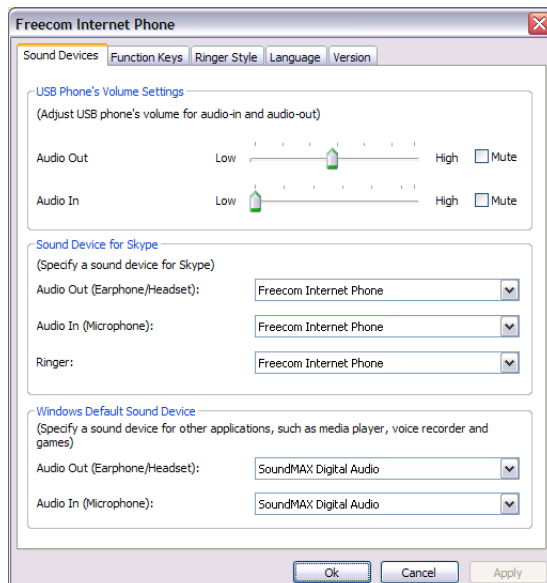 Freecom Internet Phone
Sound Devices Function Keys Ringer Style Language Version
USB Phone's Volume Settings
(Adjust USB phone's volume for audio-in and audio-out)
Audio Out Low High Mute
Audio In Low High Mute
Sound Device for Skype
(Specify a sound device for Skype)
Audio Out (Earphone/Headset): Freecom Internet Phone
Audio In (Microphone): Freecom Internet Phone
Ringer: Freecom Internet Phone
Windows Default Sound Device
(Specify a sound device for other applications, such as media player, voice recorder and
games)
Audio Out (Earphone/Headset): SoundMAX Digital Audio
Audio In (Microphone): SoundMAX Digital Audio
Ok Cancel Apply